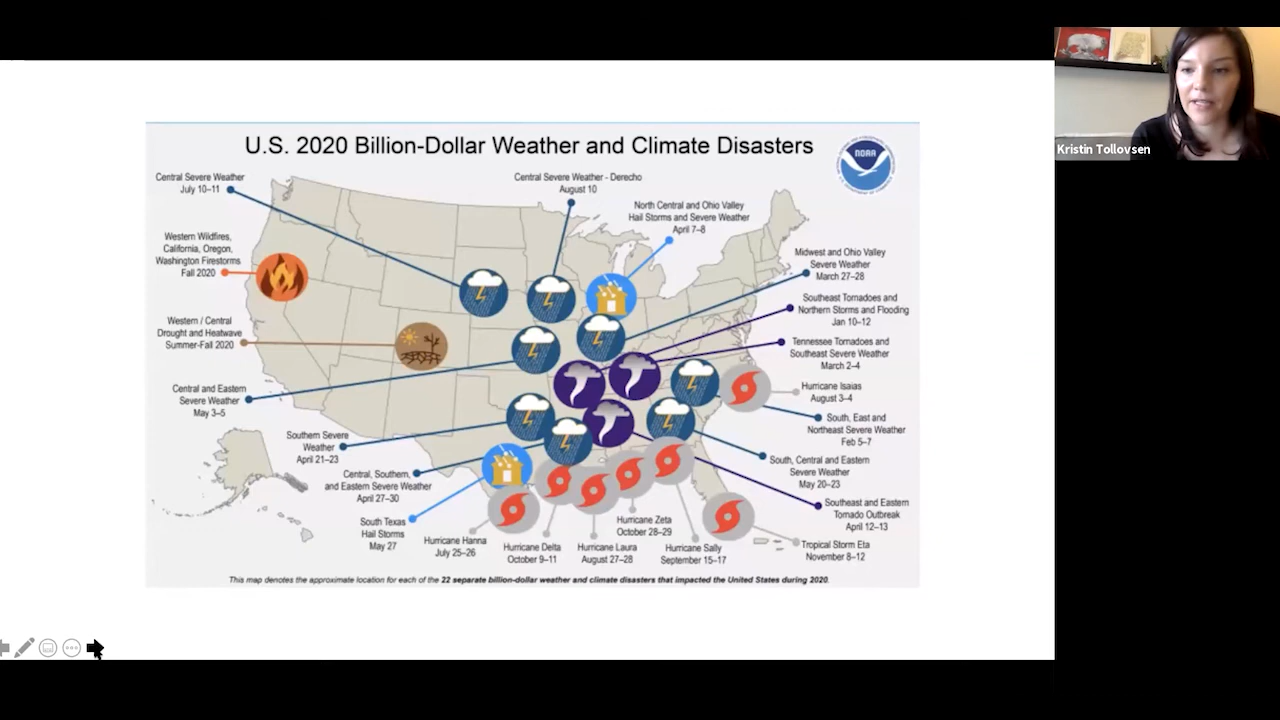 U.S. 2020 Billion-Dollar Weather and Climate Disasters
NOAA
Central Severe Weather
July 10–11
Central Severe Weather - Derecho
August 10
North Central and Ohio Valley
Hail Storms and Severe Weather
April 7–8
Western Wildfires,
California, Oregon,
Washington Firestorms
Fall 2020
Midwest and Ohio Valley
Severe Weather
March 27–28
Southeast Tornadoes and
Northern Storms and Flooding
Jan 10–12
Western / Central
Drought and Heatwave
Summer-Fall 2020
Tennessee Tornadoes and
Southeast Severe Weather
March 2–4
Central and Eastern
Severe Weather
May 3–5
Hurricane Isaias
August 3–4
South, East and
Northeast Severe Weather
Feb 5–7
Southern Severe
Weather
April 21–23
South, Central and Eastern
Severe Weather
May 20–23
Central, Southern,
and Eastern Severe Weather
April 27–30
Southeast and Eastern
Tornado Outbreak
April 12–13
South Texas
Hail Storms
May 27
Hurricane Hanna
July 25–26
Hurricane Delta
October 9–11
Hurricane Laura
August 27–28
Hurricane Zeta
October 28–29
Hurricane Sally
September 15–17
Tropical Storm Eta
November 8–12
This map denotes the approximate location for each of the 22 separate billion-dollar weather and climate disasters that impacted the United States during 2020.
Kristin Tollovsen